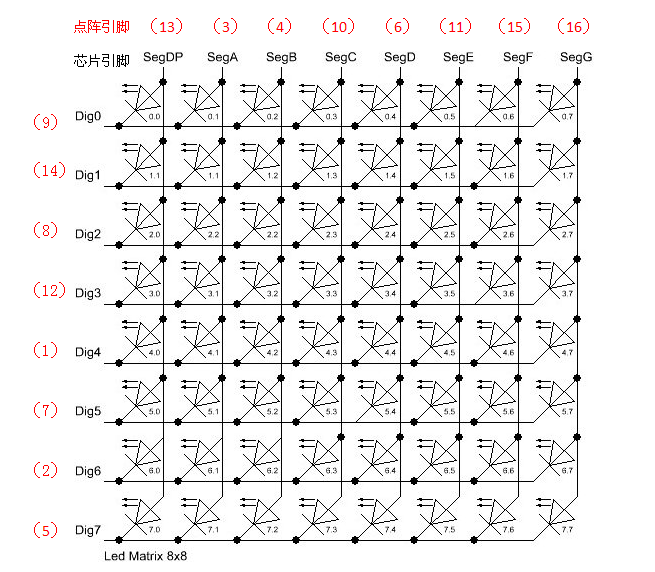 点阵引脚 （13） （3） （4） （10） （6） （11） （15） （16）
芯片引脚 SegDP SegA SegB SegC SegD SegE SegF SegG
（9） Dig0 0.0 0.1 0.2 0.3 0.4 0.5 0.6 0.7
（14） Dig1 1.1 1.1 1.2 1.3 1.4 1.5 1.6 1.7
（8） Dig2 2.0 2.2 2.2 2.3 2.4 2.5 2.6 2.7
（12） Dig3 3.0 3.1 3.2 3.3 3.4 3.5 3.6 3.7
（1） Dig4 4.0 4.1 4.2 4.3 4.4 4.5 4.6 4.7
（7） Dig5 5.0 5.1 5.2 5.3 5.4 5.5 5.6 5.7
（2） Dig6 6.0 6.1 6.2 6.3 6.4 6.5 6.6 6.7
（5） Dig7 7.0 7.1 7.2 7.3 7.4 7.5 7.6 7.7
Led Matrix 8x8